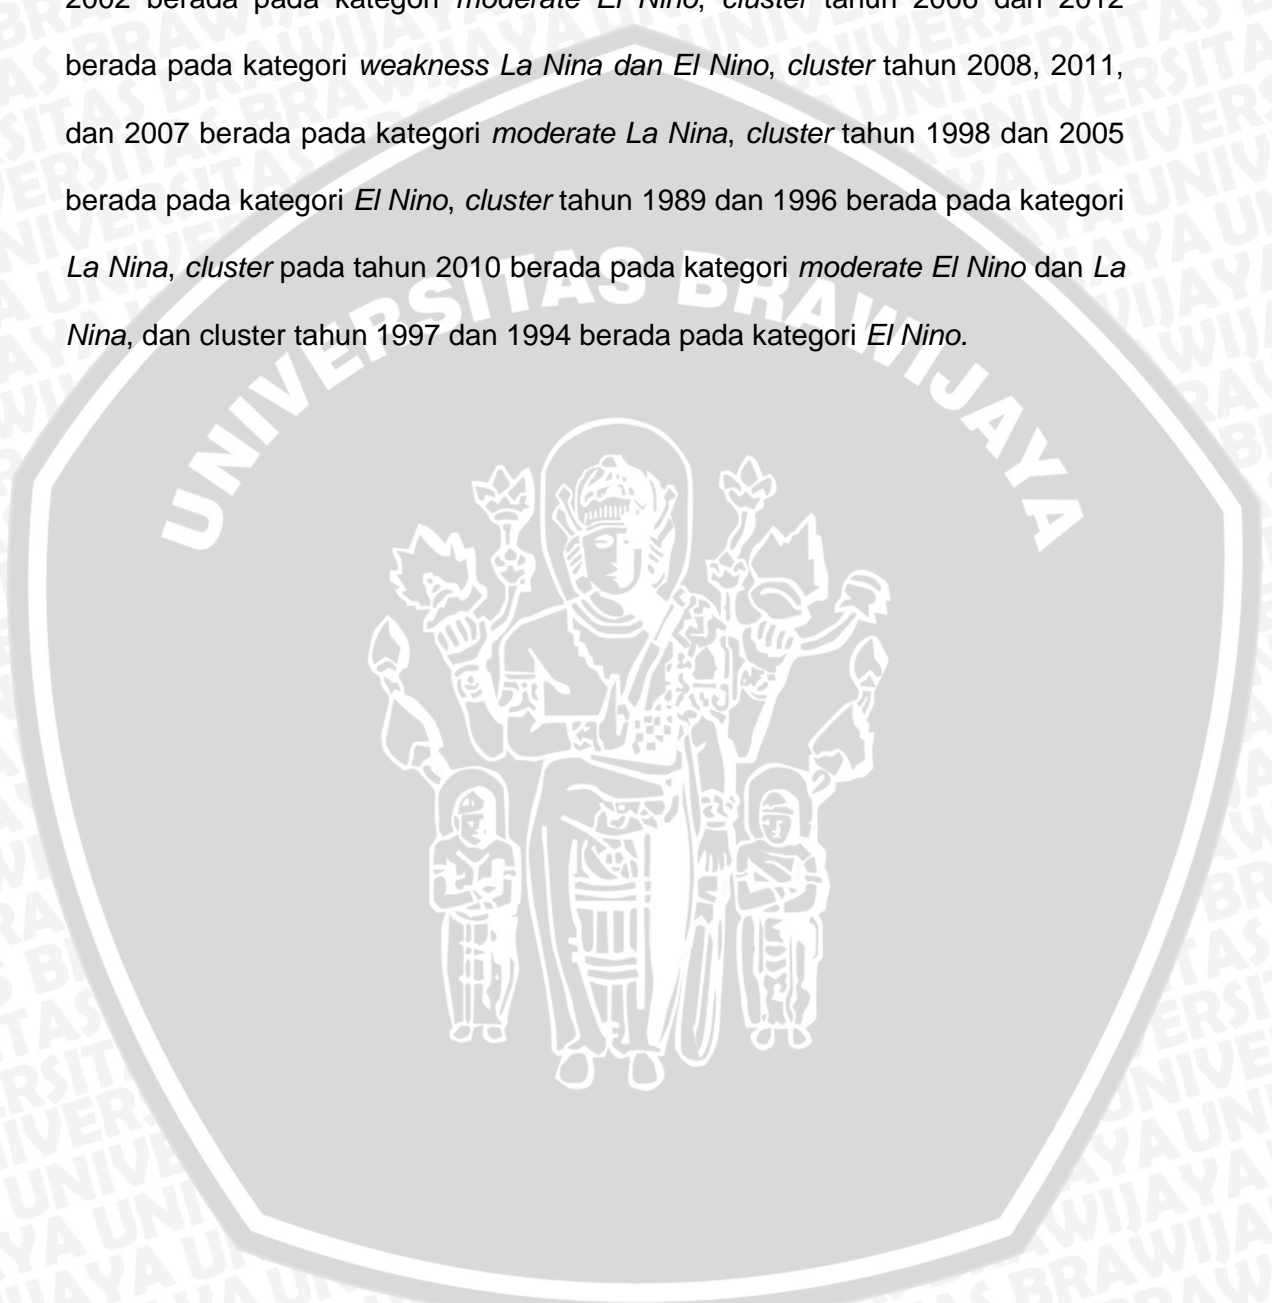 2002 berada pada kategori moderate El Nino, cluster tahun 2006 dan 2012
berada pada kategori weakness La Nina dan El Nino, cluster tahun 2008, 2011,
dan 2007 berada pada kategori moderate La Nina, cluster tahun 1998 dan 2005
berada pada kategori El Nino, cluster tahun 1989 dan 1996 berada pada kategori
La Nina, cluster pada tahun 2010 berada pada kategori moderate El Nino dan La
Nina, dan cluster tahun 1997 dan 1994 berada pada kategori El Nino.
UNIVERSITAS BRAWIJAYA